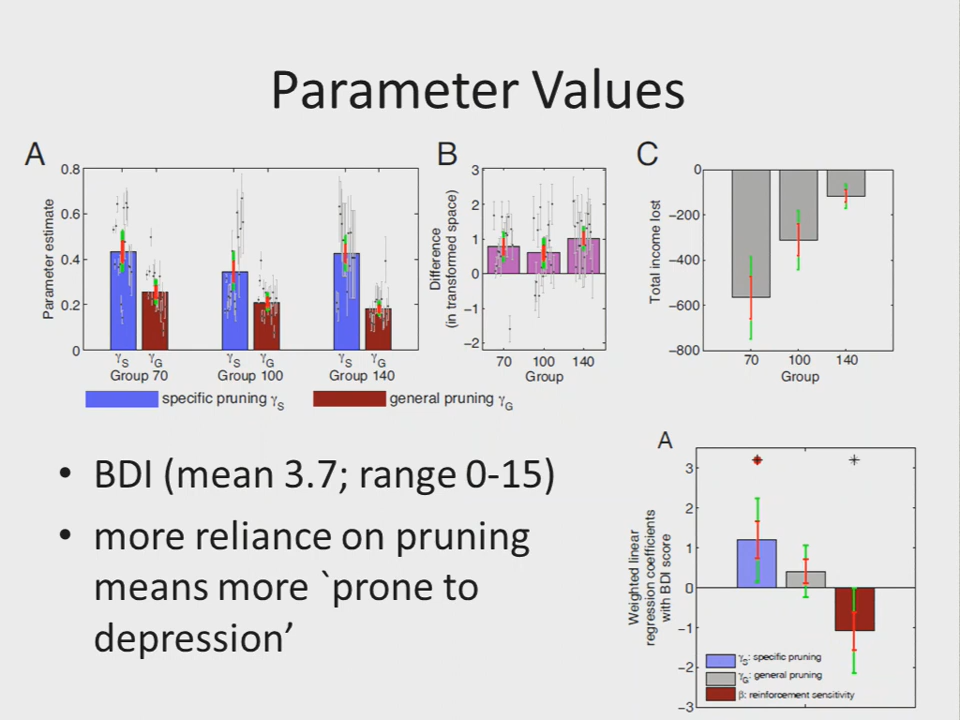 Parameter Values
A
0.8
0.6
0.4
0.2
0
Parameter estimate
γS γG γS γG γS γG
Group 70 Group 100 Group 140
specific pruning γS general pruning γG
B
3
2
1
0
−1
−2
Difference
(in transformed space)
70 100 140
Group
C
0
−200
−400
−600
−800
Total income lost
70 100 140
Group
• BDI (mean 3.7; range 0-15)
• more reliance on pruning
means more `prone to
depression’
A
3
2
1
0
−1
−2
−3
Weighted linear
regression coefficients
with BDI score
γS: specific pruning
γG: general pruning
β: reinforcement sensitivity